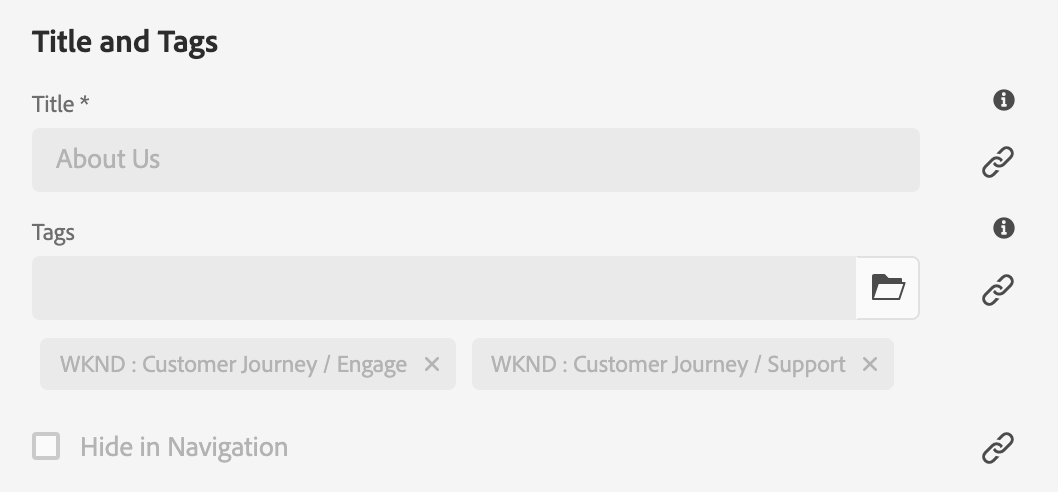 Title and Tags
Title *
About Us
Tags
WKND : Customer Journey / Engage
WKND : Customer Journey / Support
Hide in Navigation